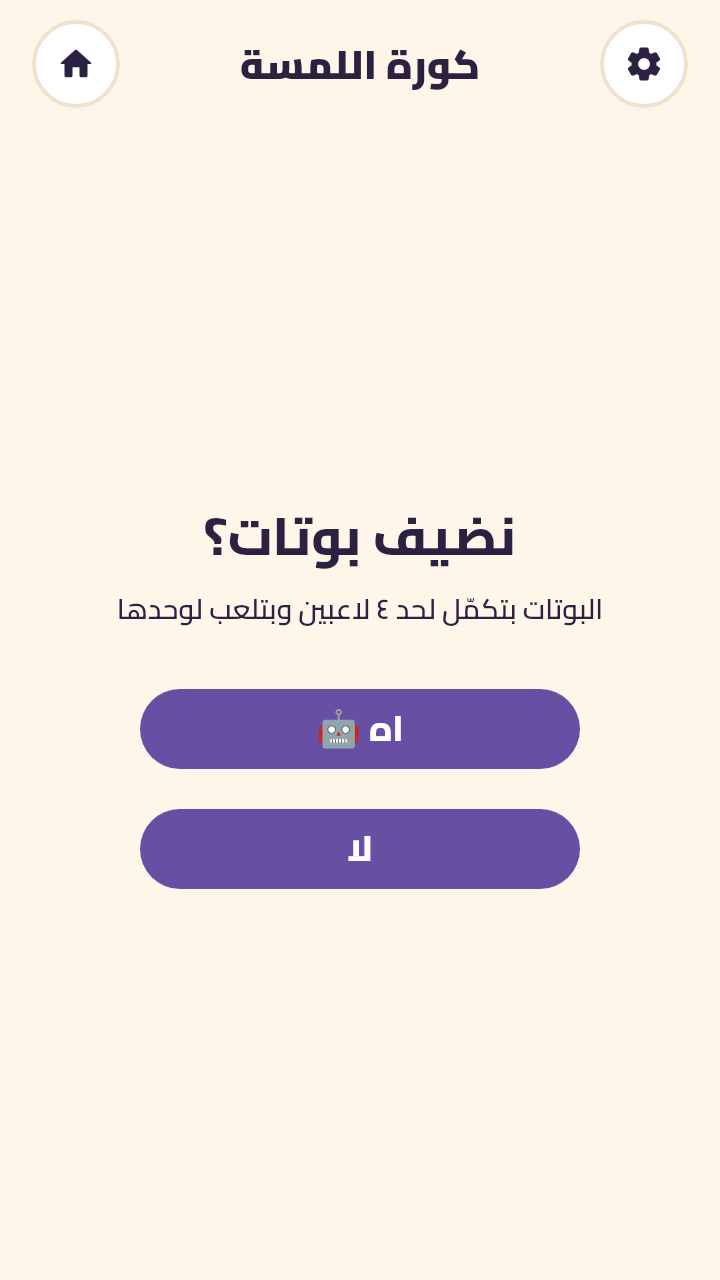 كورة اللمسة
نضيف بوتات؟
البوتات بتكمّل لحد ٤ لاعبين وبتلعب لوحدها
اه 🤖
لا